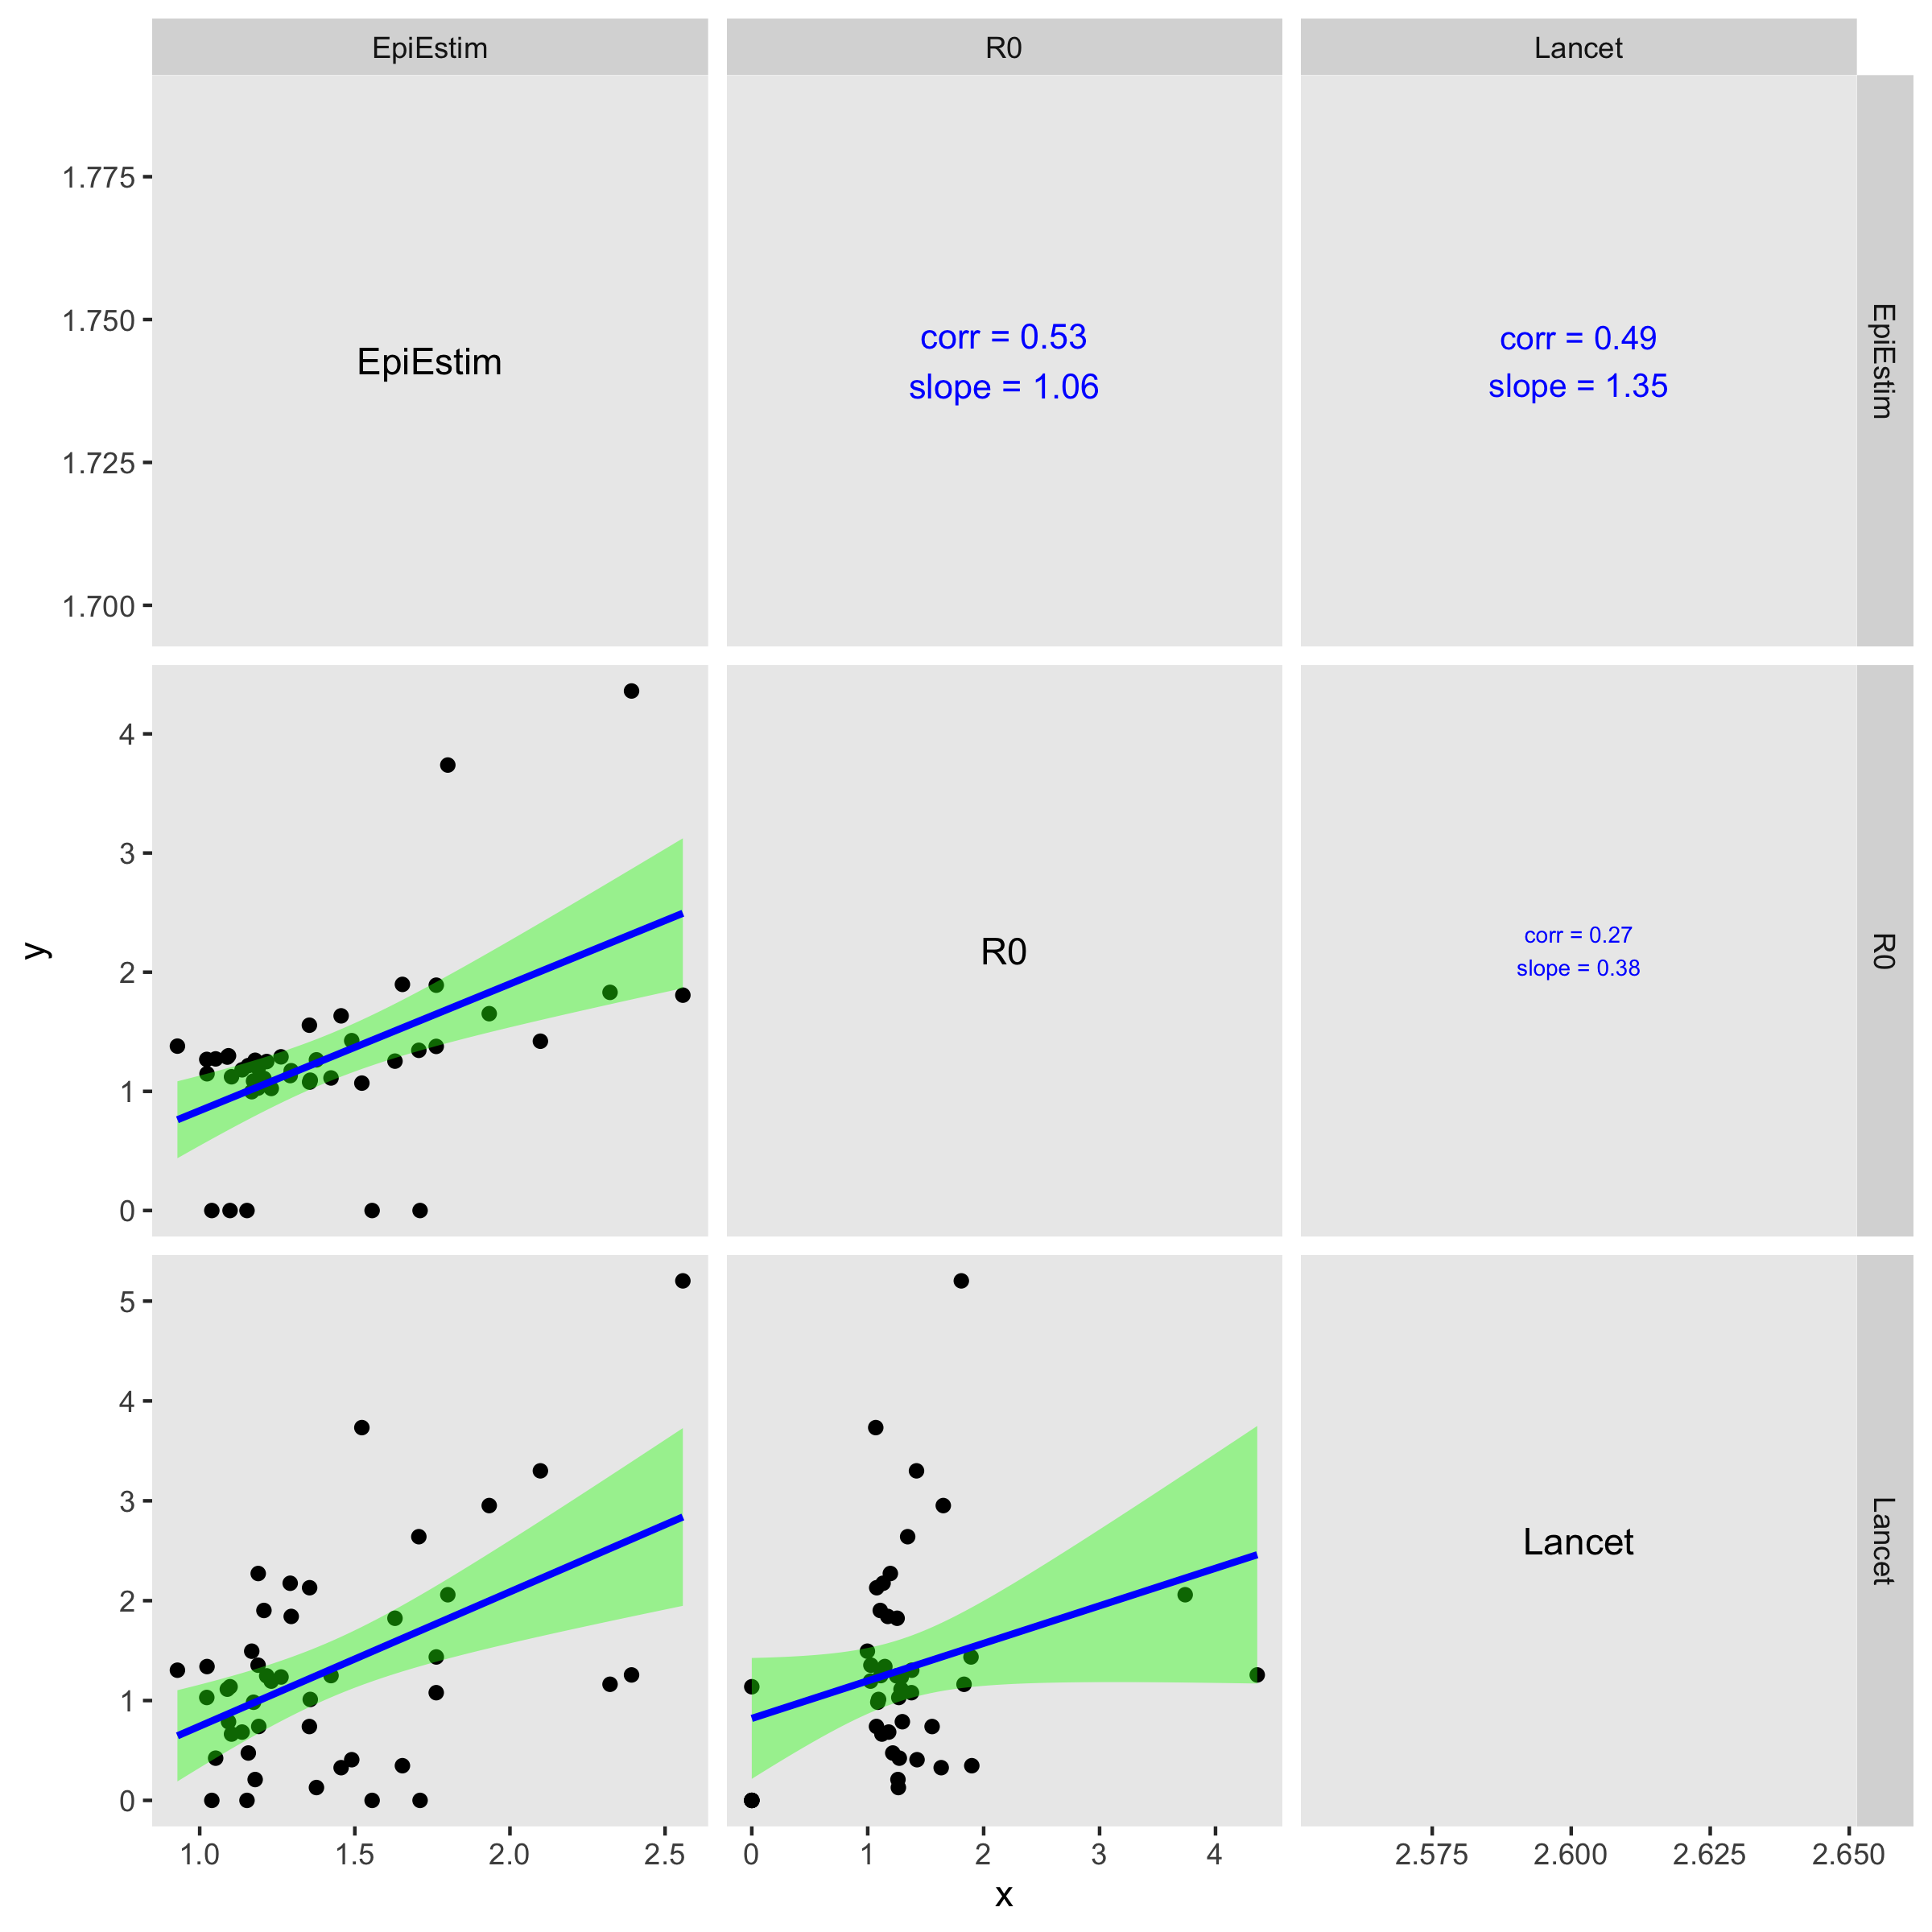 EpiEstim
R0
Lancet
1.775
1.750
1.725
1.700
EpiEstim
corr = 0.53
slope = 1.06
corr = 0.49
slope = 1.35
EpiEstim
y
4
3
2
1
0
R0
corr = 0.27
slope = 0.38
R0
5
4
3
2
1
0
Lancet
Lancet
1.0 1.5 2.0 2.5
0 1 2 3 4
2.575 2.600 2.625 2.650
x